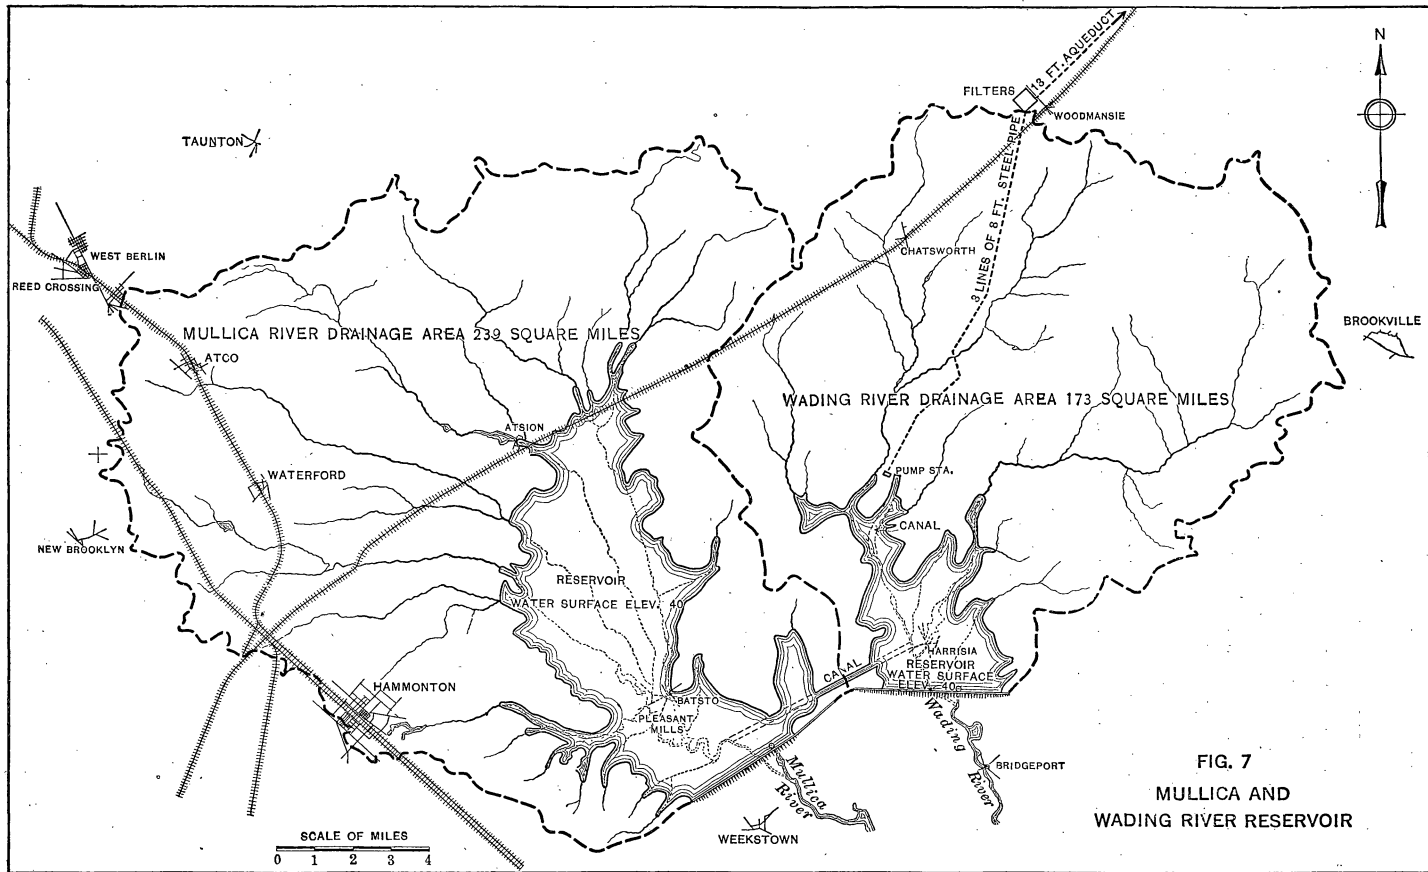 N
13 FT. AQUEDUCT
FILTERS
WOODMANSIE
TAUNTON
3 LINES OF 8 FT. STEEL PIPE
WEST BERLIN
REED CROSSING
CHATSWORTH
BROOKVILLE
MULLICA RIVER DRAINAGE AREA 239 SQUARE MILES
ATCO
WADING RIVER DRAINAGE AREA 173 SQUARE MILES
ATSION
PUMP STA.
WATERFORD
CANAL
NEW BROOKLYN
RESERVOIR
WATER SURFACE ELEV. 40
HARRISIA
RESERVOIR
WATER SURFACE
ELEV. 40
CANAL
HAMMONTON
BATSTO
PLEASANT
MILLS
Wading
River
Mullica
River
BRIDGEPORT
WEEKSTOWN
FIG. 7
MULLICA AND
WADING RIVER RESERVOIR
SCALE OF MILES
0 1 2 3 4